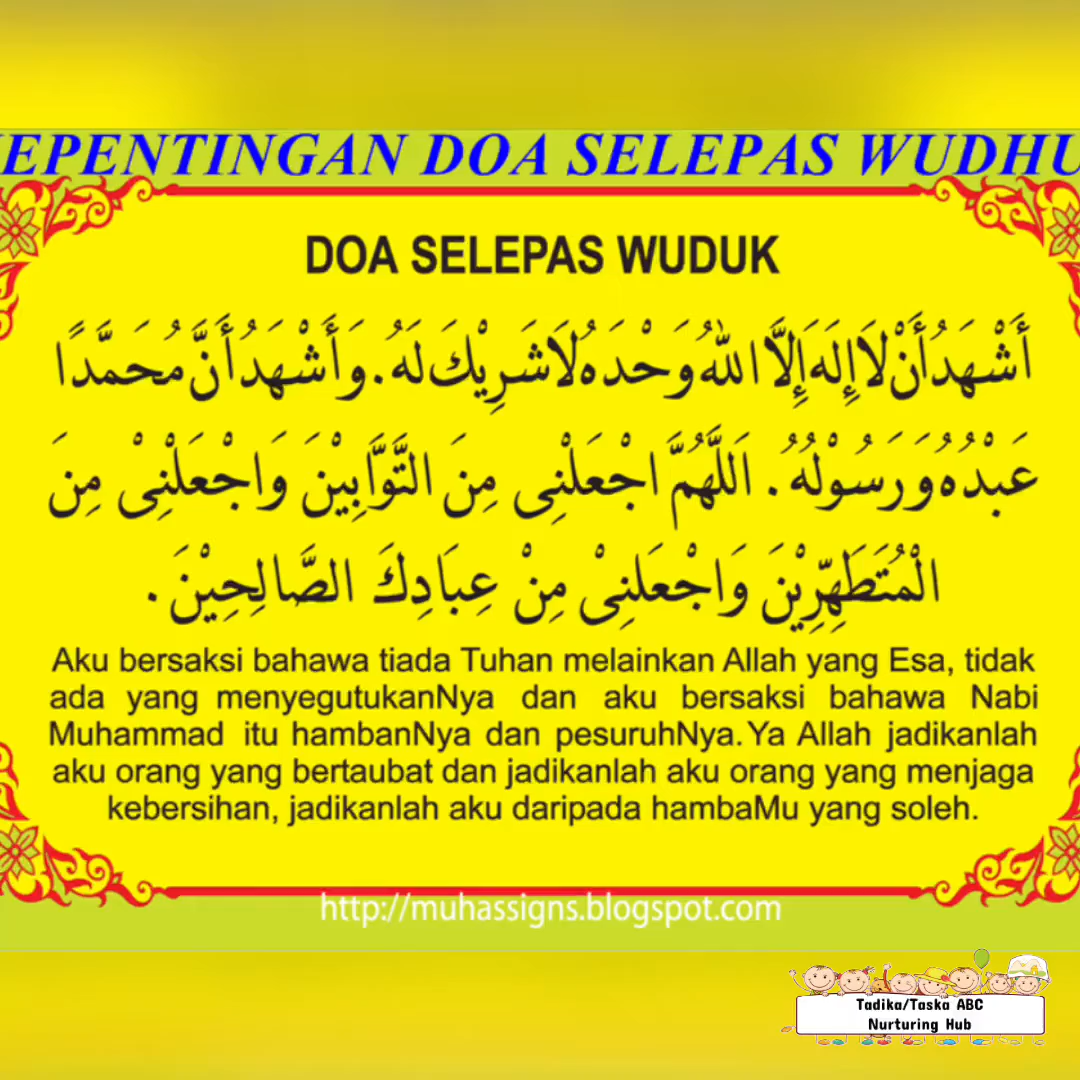 EPENTINGAN DOA SELEPAS WUDHU
DOA SELEPAS WUDUK
أَشْهَدُ أَنْ لَا إِلَهَ إِلَّا اللهُ وَحْدَهُ لَا شَرِيْكَ لَهُ. وَأَشْهَدُ أَنَّ مُحَمَّدًا
عَبْدُهُ وَرَسُوْلُهُ. اَللَّهُمَّ اجْعَلْنِى مِنَ التَّوَّابِيْنَ وَاجْعَلْنِىْ مِنَ
الْمُتَطَهِّرِيْنَ وَاجْعَلْنِىْ مِنْ عِبَادِكَ الصَّالِحِيْنَ.
Aku bersaksi bahawa tiada Tuhan melainkan Allah yang Esa, tidak
ada yang menyegutukanNya dan aku bersaksi bahawa Nabi
Muhammad itu hambanNya dan pesuruhNya. Ya Allah jadikanlah
aku orang yang bertaubat dan jadikanlah aku orang yang menjaga
kebersihan, jadikanlah aku daripada hambaMu yang soleh.
http://muhassigns.blogspot.com
Tadika/Taska ABC
Nurturing Hub